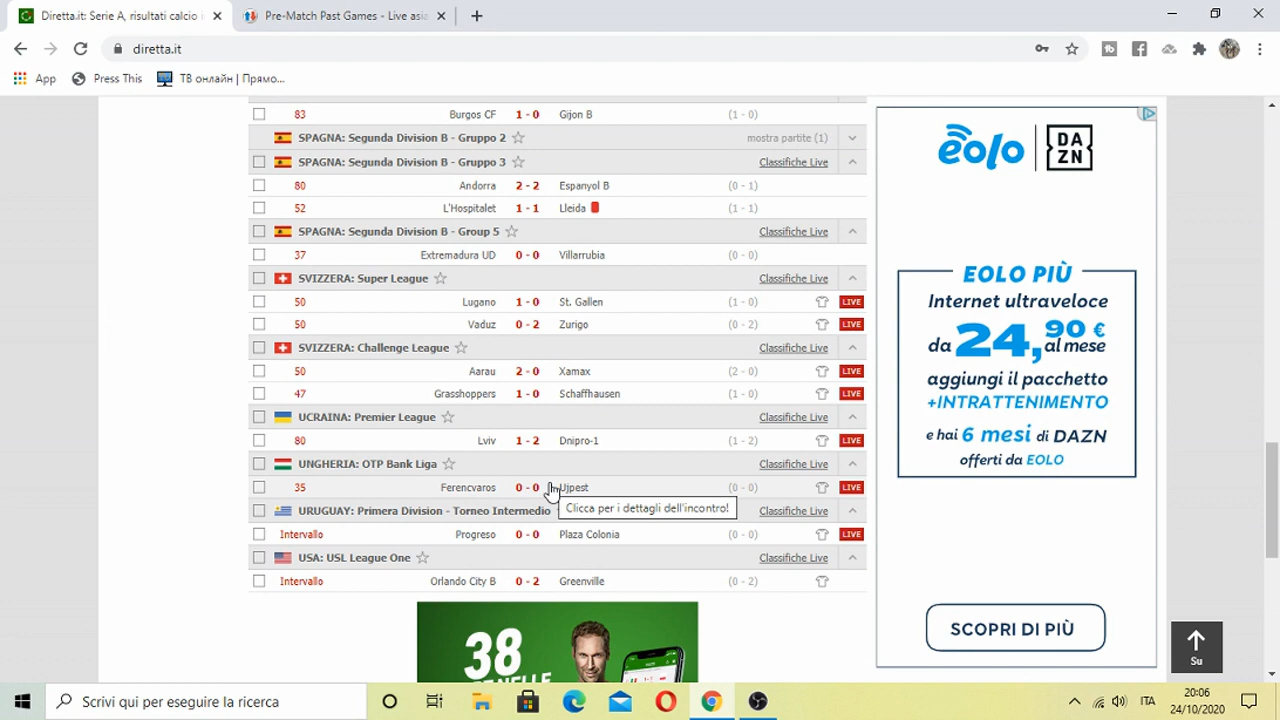 Diretta.it: Serie A, risultati calcio
Pre-Match Past Games - Live asia
diretta.it
App
Press This
ТВ онлайн | Прямо...
83 Burgos CF 1 - 0 Gijon B (1 - 0)
SPAGNA: Segunda Division B - Gruppo 2 mostra partite (1)
SPAGNA: Segunda Division B - Gruppo 3 Classifiche Live
80 Andorra 2 - 2 Espanyol B (0 - 1)
52 L'Hospitalet 1 - 1 Lleida (1 - 1)
SPAGNA: Segunda Division B - Group 5 Classifiche Live
37 Extremadura UD 0 - 0 Villarrubia (0 - 0)
SVIZZERA: Super League Classifiche Live
50 Lugano 1 - 0 St. Gallen (1 - 0) LIVE
50 Vaduz 0 - 2 Zurigo (0 - 2) LIVE
SVIZZERA: Challenge League Classifiche Live
50 Aarau 2 - 0 Xamax (2 - 0) LIVE
47 Grasshoppers 1 - 0 Schaffhausen (1 - 0) LIVE
UCRAINA: Premier League Classifiche Live
80 Lviv 1 - 2 Dnipro-1 (1 - 2) LIVE
UNGHERIA: OTP Bank Liga Classifiche Live
35 Ferencvaros 0 - 0 Ujpest (0 - 0) LIVE
Clicca per i dettagli dell'incontro!
URUGUAY: Primera Division - Torneo Intermedio Classifiche Live
Intervallo Progreso 0 - 0 Plaza Colonia (0 - 0) LIVE
USA: USL League One Classifiche Live
Intervallo Orlando City B 0 - 2 Greenville (0 - 2)
38
eolo
DAZN
EOLO PIÙ
Internet ultraveloce
da 24,90 € al mese
aggiungi il pacchetto
+INTRATTENIMENTO
e hai 6 mesi di DAZN
offerti da EOLO
SCOPRI DI PIÙ
Su
Scrivi qui per eseguire la ricerca
ITA
20:06
24/10/2020